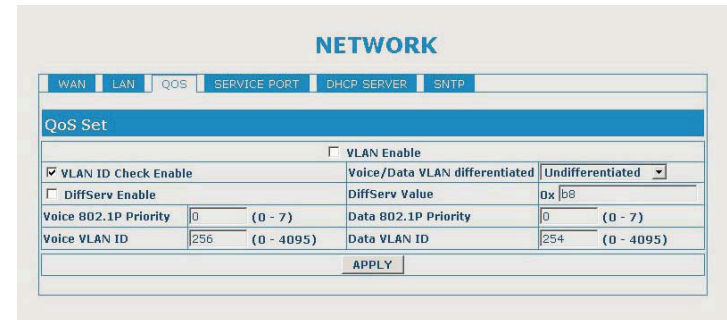 NETWORK
WAN LAN QOS SERVICE PORT DHCP SERVER SNTP
QoS Set
VLAN Enable
VLAN ID Check Enable Voice/Data VLAN differentiated Undifferentiated
DiffServ Enable DiffServ Value 0x b8
Voice 802.1P Priority 0 (0 - 7) Data 802.1P Priority 0 (0 - 7)
Voice VLAN ID 256 (0 - 4095) Data VLAN ID 254 (0 - 4095)
APPLY